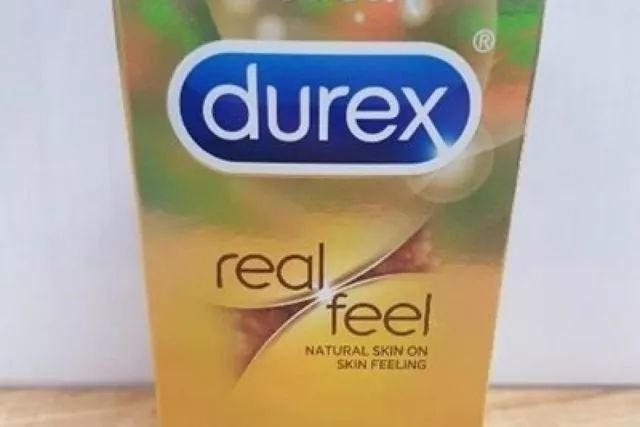 durex®
real
feel
NATURAL SKIN ON
SKIN FEELING